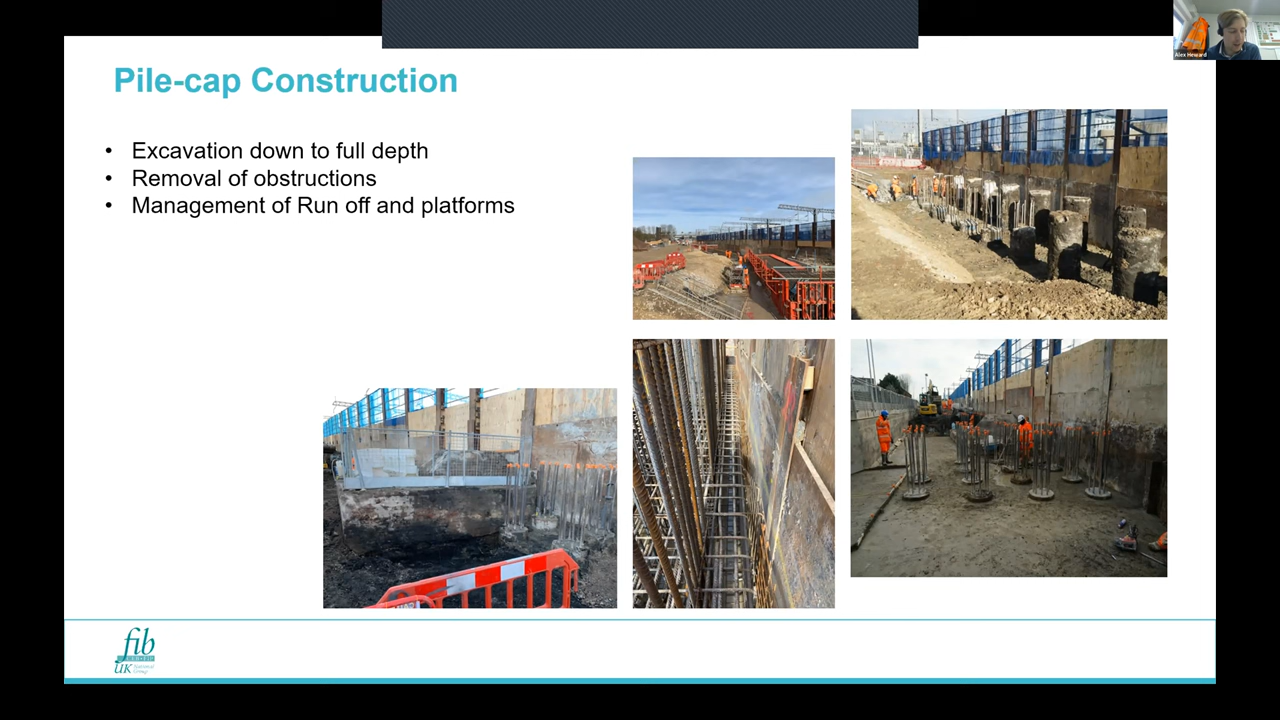 Alex Heward
Pile-cap Construction
• Excavation down to full depth
• Removal of obstructions
• Management of Run off and platforms
fib
UK
National
Group